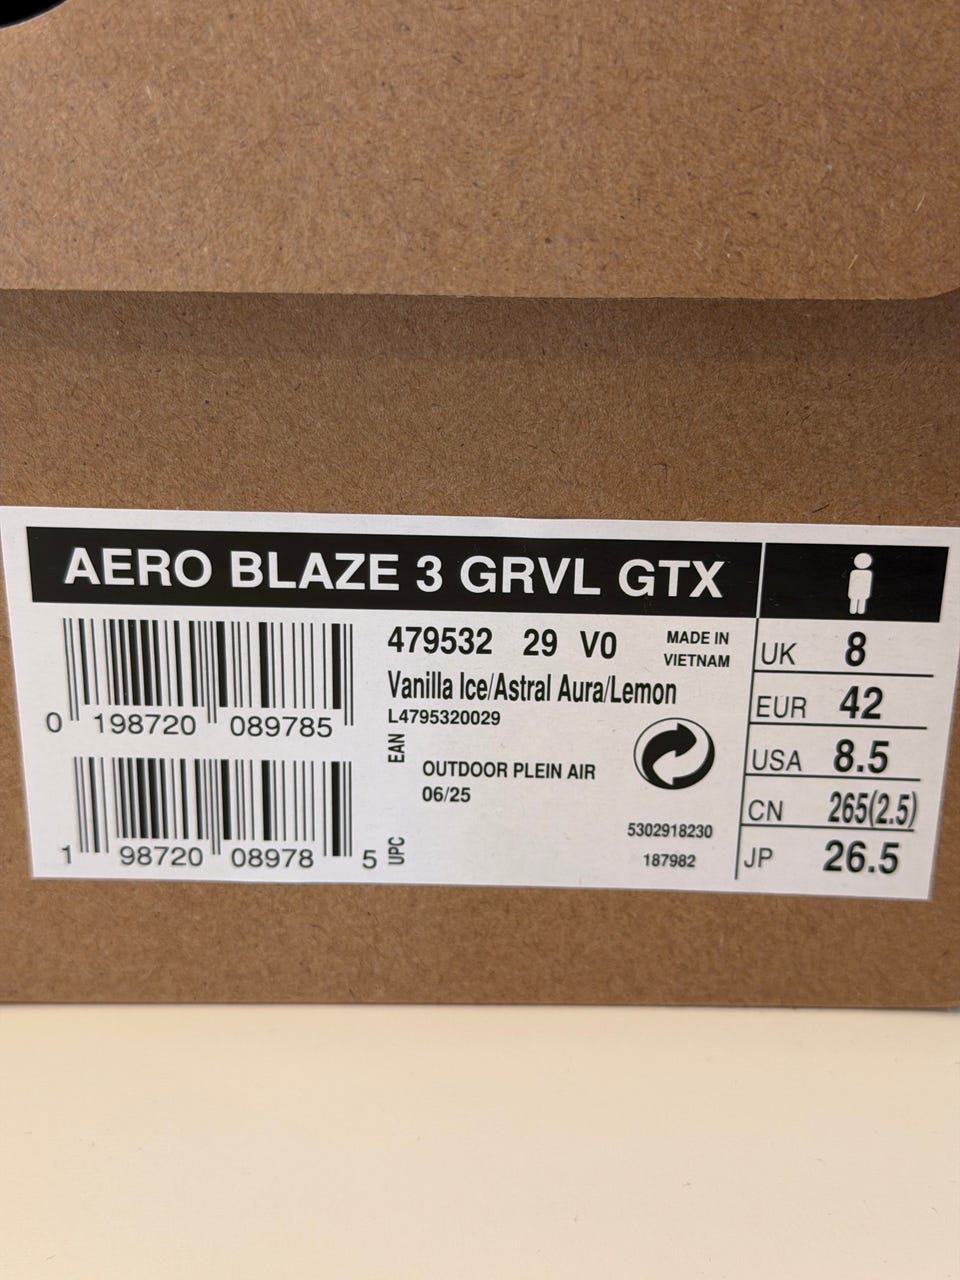 AERO BLAZE 3 GRVL GTX
0 198720 089785
1 98720 08978 5
479532 29 V0
MADE IN
VIETNAM
Vanilla Ice/Astral Aura/Lemon
L4795320029
EAN
OUTDOOR PLEIN AIR
06/25
UPC
5302918230
187982
UK 8
EUR 42
USA 8.5
CN 265(2.5)
JP 26.5